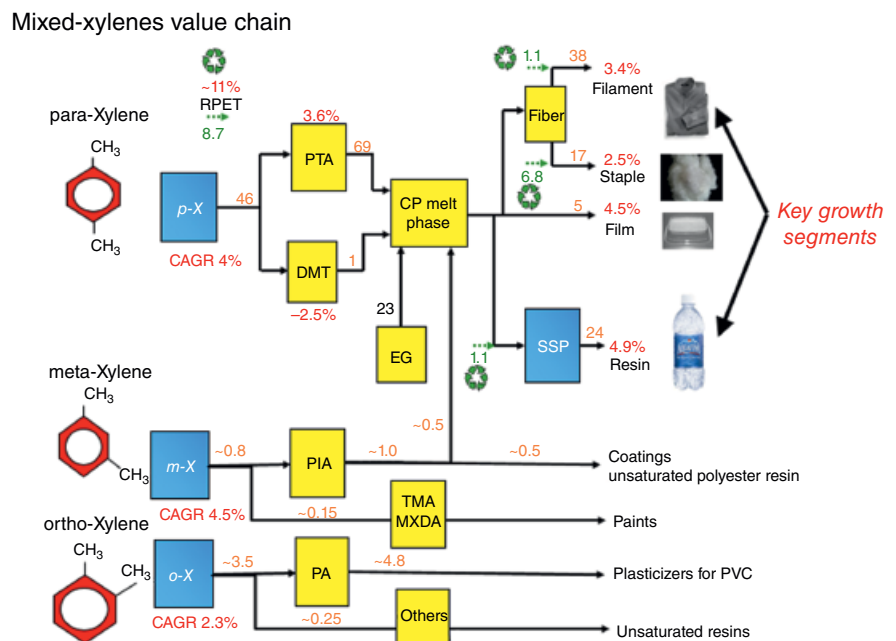 Mixed-xylenes value chain
~11%
RPET
8.7
para-Xylene
CH₃
CH₃
p-X
46
CAGR 4%
3.6%
PTA
69
DMT
1
–2.5%
CP melt
phase
23
EG
Fiber
1.1
38
3.4%
Filament
17
2.5%
Staple
6.8
5
4.5%
Film
Key growth
segments
1.1
SSP
24
4.9%
Resin
meta-Xylene
CH₃
CH₃
m-X
~0.8
CAGR 4.5%
PIA
~1.0
~0.5
~0.5
Coatings
unsaturated polyester resin
~0.15
TMA
MXDA
Paints
ortho-Xylene
CH₃
CH₃
o-X
~3.5
CAGR 2.3%
PA
~4.8
Plasticizers for PVC
~0.25
Others
Unsaturated resins